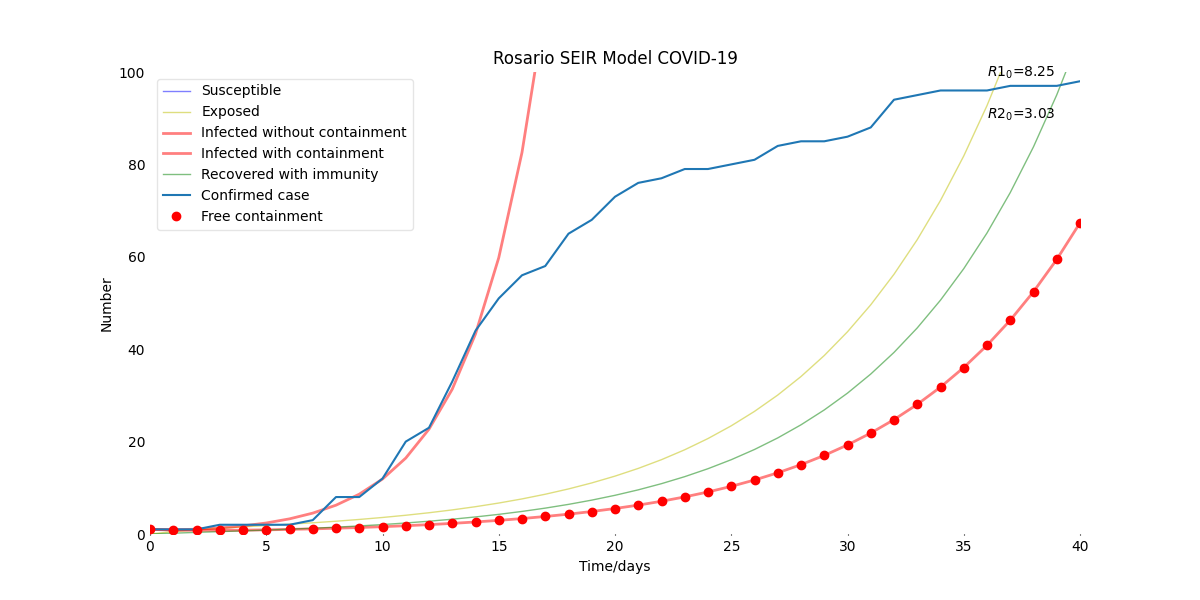 Rosario SEIR Model COVID-19
Susceptible
Exposed
Infected without containment
Infected with containment
Recovered with immunity
Confirmed case
Free containment
R1₀=8.25
R2₀=3.03
Number
100
80
60
40
20
0
0 5 10 15 20 25 30 35 40
Time/days